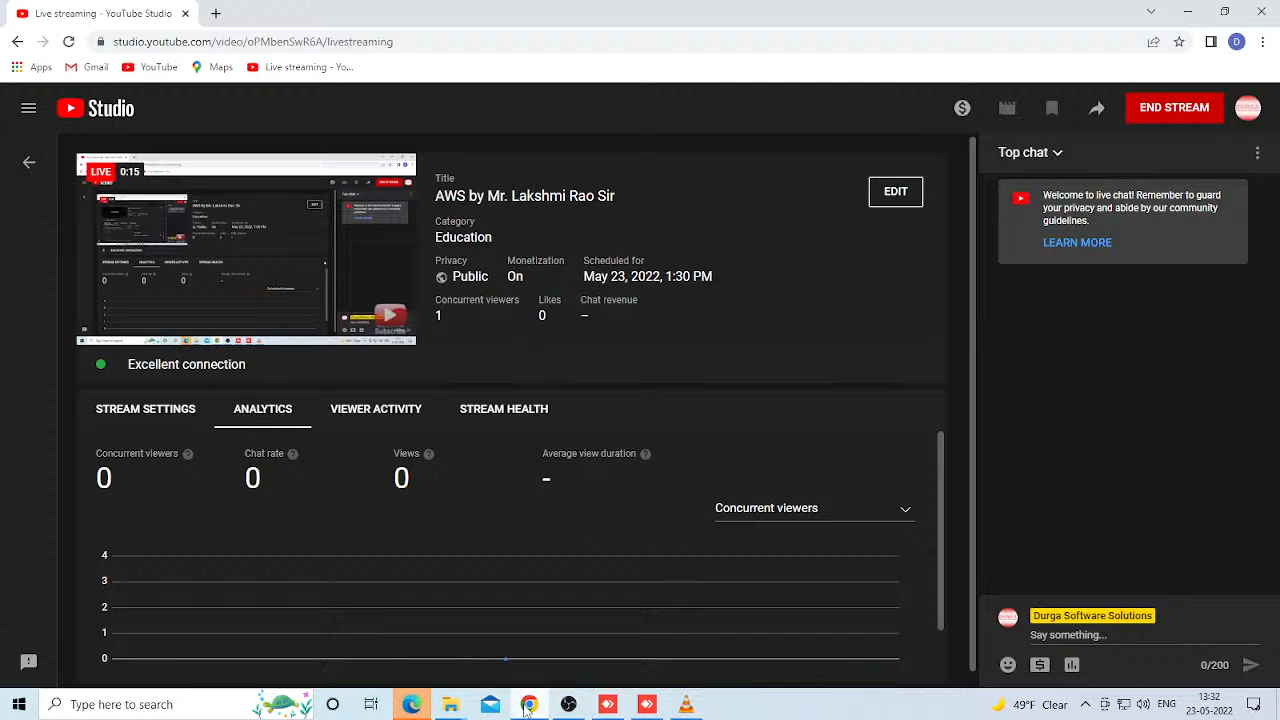 Live streaming - YouTube Studio
studio.youtube.com/video/oPMbenSwR6A/livestreaming
D
Apps
Gmail
YouTube
Maps
Live streaming - Yo...
Studio
END STREAM
LIVE 0:15
Title
AWS by Mr. Lakshmi Rao Sir
EDIT
Category
Education
Privacy
Public
Monetization
On
Scheduled for
May 23, 2022, 1:30 PM
Concurrent viewers
1
Likes
0
Chat revenue
–
Subscribe
Excellent connection
Top chat
Welcome to live chat! Remember to guard
your privacy and abide by our community
guidelines.
LEARN MORE
STREAM SETTINGS
ANALYTICS
VIEWER ACTIVITY
STREAM HEALTH
Concurrent viewers
0
Chat rate
0
Views
0
Average view duration
-
Concurrent viewers
4
3
2
1
0
Durga Software Solutions
Say something...
0/200
Type here to search
49°F Clear
ENG
13:32
23-05-2022